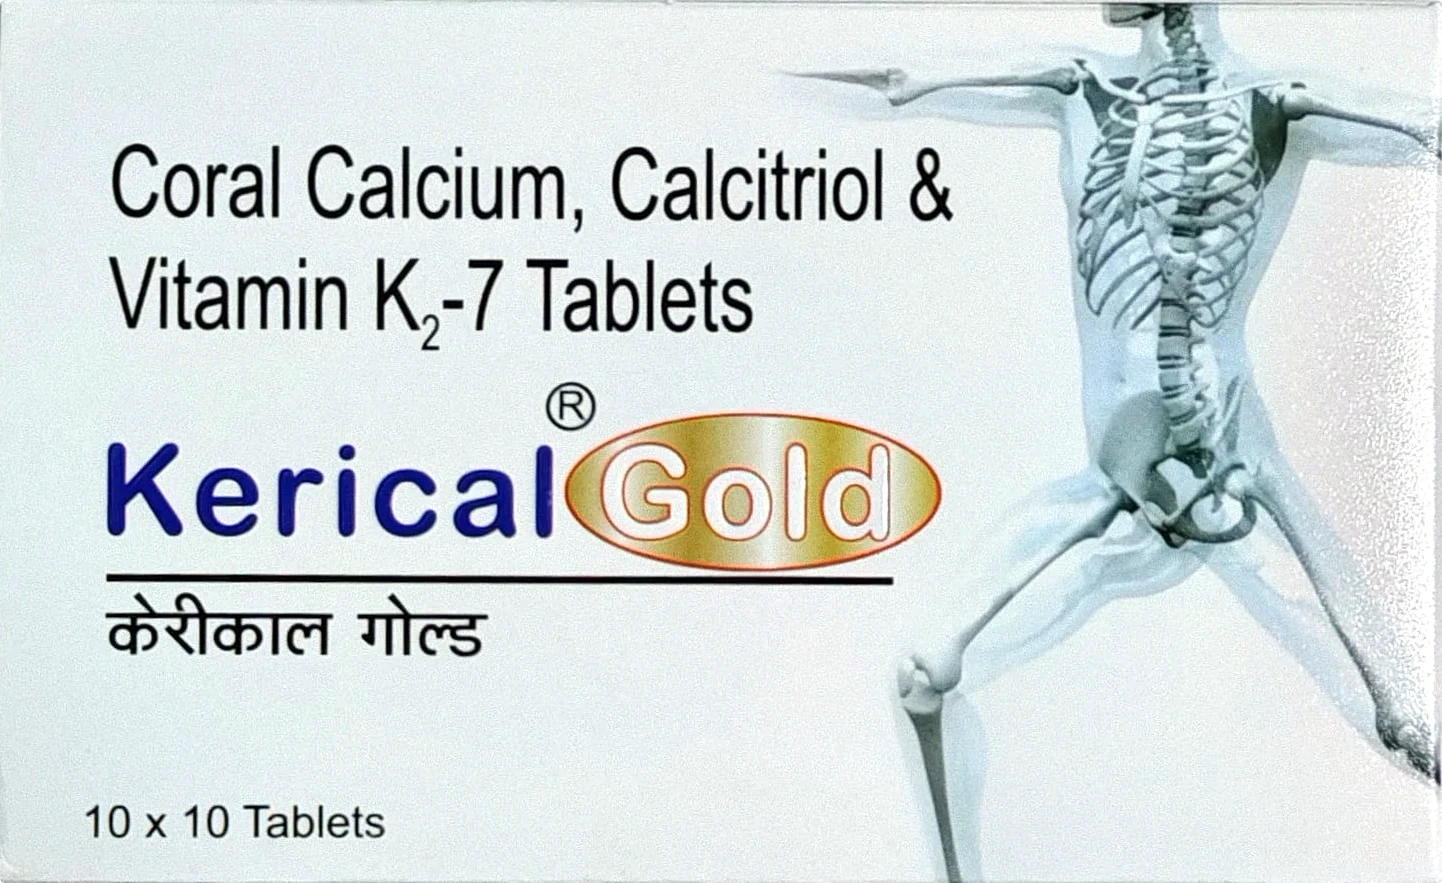 Coral Calcium, Calcitriol &
Vitamin K₂-7 Tablets
Kerical® Gold
केरीकाल गोल्ड
10 x 10 Tablets